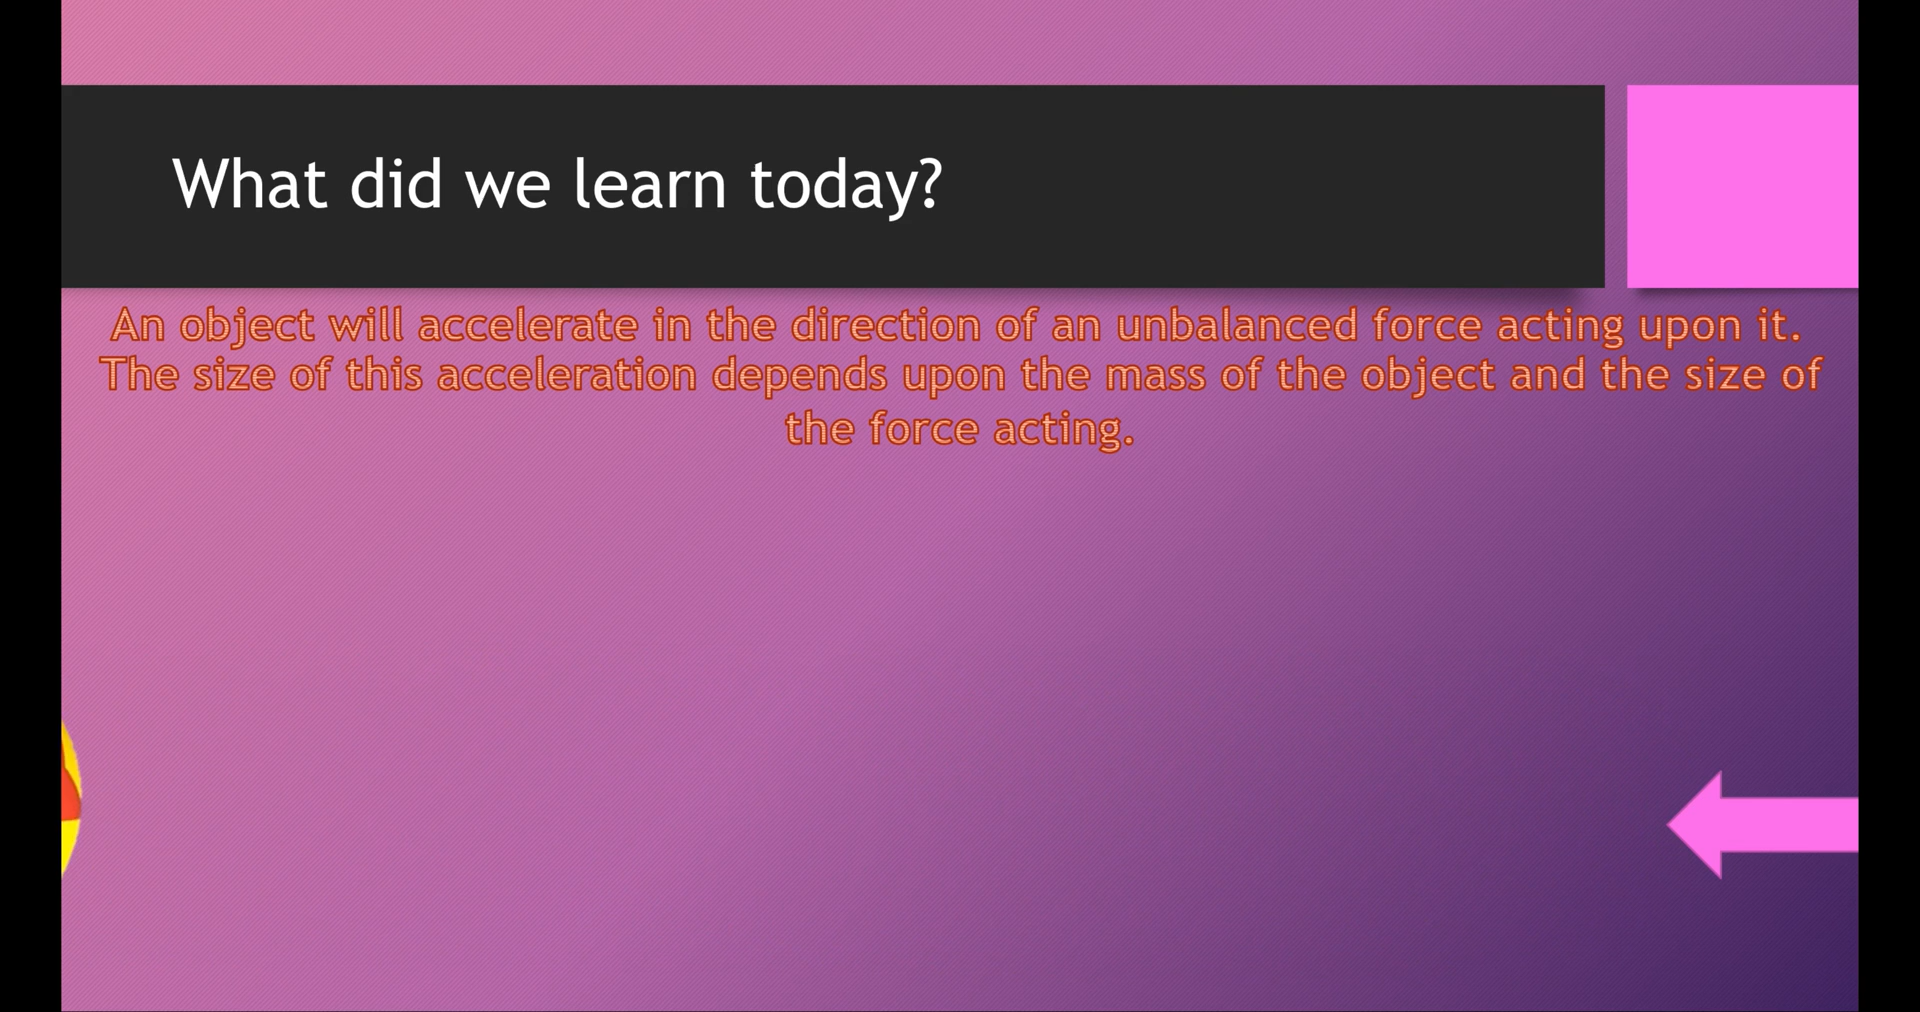 What did we learn today?
An object will accelerate in the direction of an unbalanced force acting upon it.
The size of this acceleration depends upon the mass of the object and the size of
the force acting.